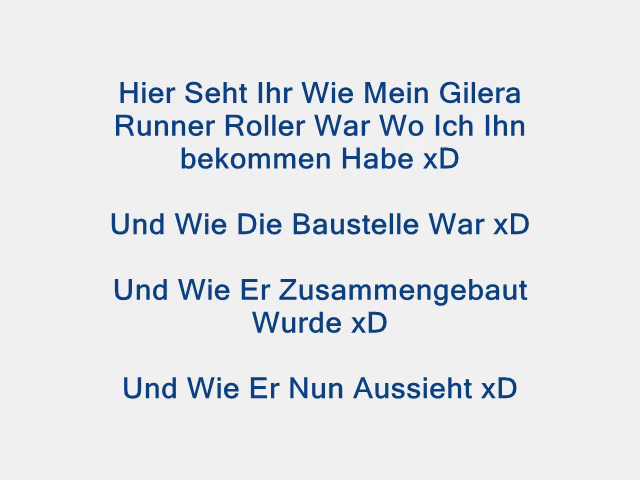 Hier Seht Ihr Wie Mein Gilera
Runner Roller War Wo Ich Ihn
bekommen Habe xD
Und Wie Die Baustelle War xD
Und Wie Er Zusammengebaut
Wurde xD
Und Wie Er Nun Aussieht xD